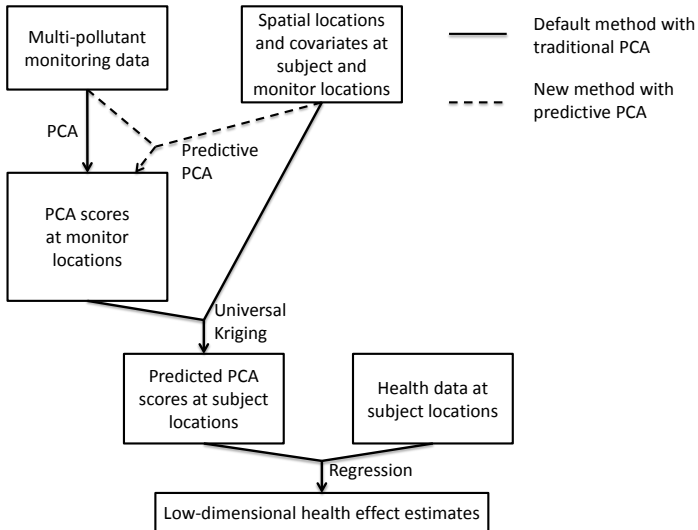 Multi-pollutant
monitoring data
Spatial locations
and covariates at
subject and
monitor locations
Default method with
traditional PCA
New method with
predictive PCA
PCA
Predictive
PCA
PCA scores
at monitor
locations
Universal
Kriging
Predicted PCA
scores at subject
locations
Health data at
subject locations
Regression
Low-dimensional health effect estimates